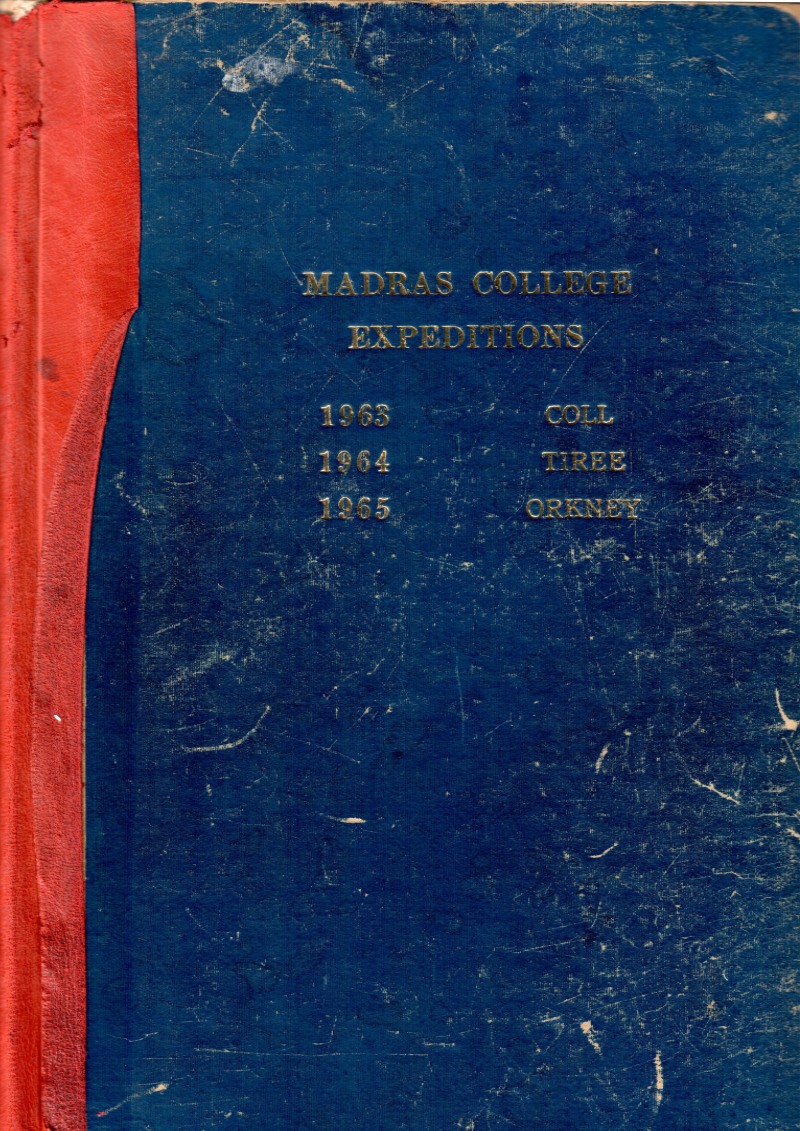 MADRAS COLLEGE
EXPEDITIONS
1963 COLL
1964 TIREE
1965 ORKNEY